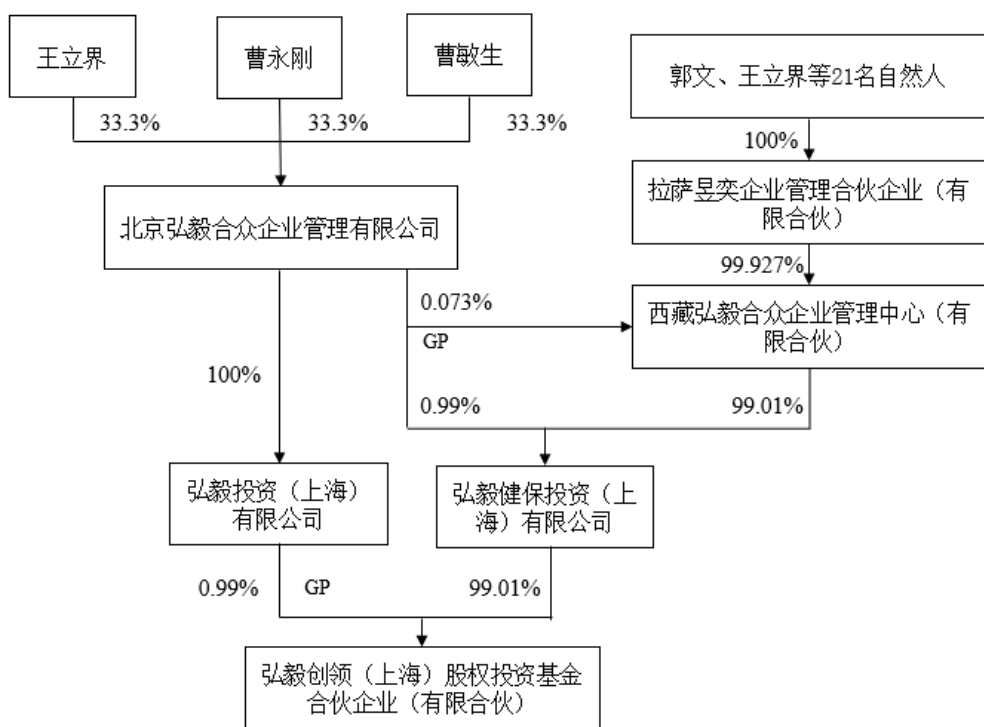 王立界
曹永刚
曹敏生
郭文、王立界等21名自然人
33.3%
33.3%
33.3%
100%
拉萨昱奕企业管理合伙企业（有
限合伙）
北京弘毅合众企业管理有限公司
99.927%
0.073%
GP
西藏弘毅合众企业管理中心（有
限合伙）
100%
0.99%
99.01%
弘毅投资（上海）
有限公司
弘毅健保投资（上
海）有限公司
0.99%
GP
99.01%
弘毅创领（上海）股权投资基金
合伙企业（有限合伙）